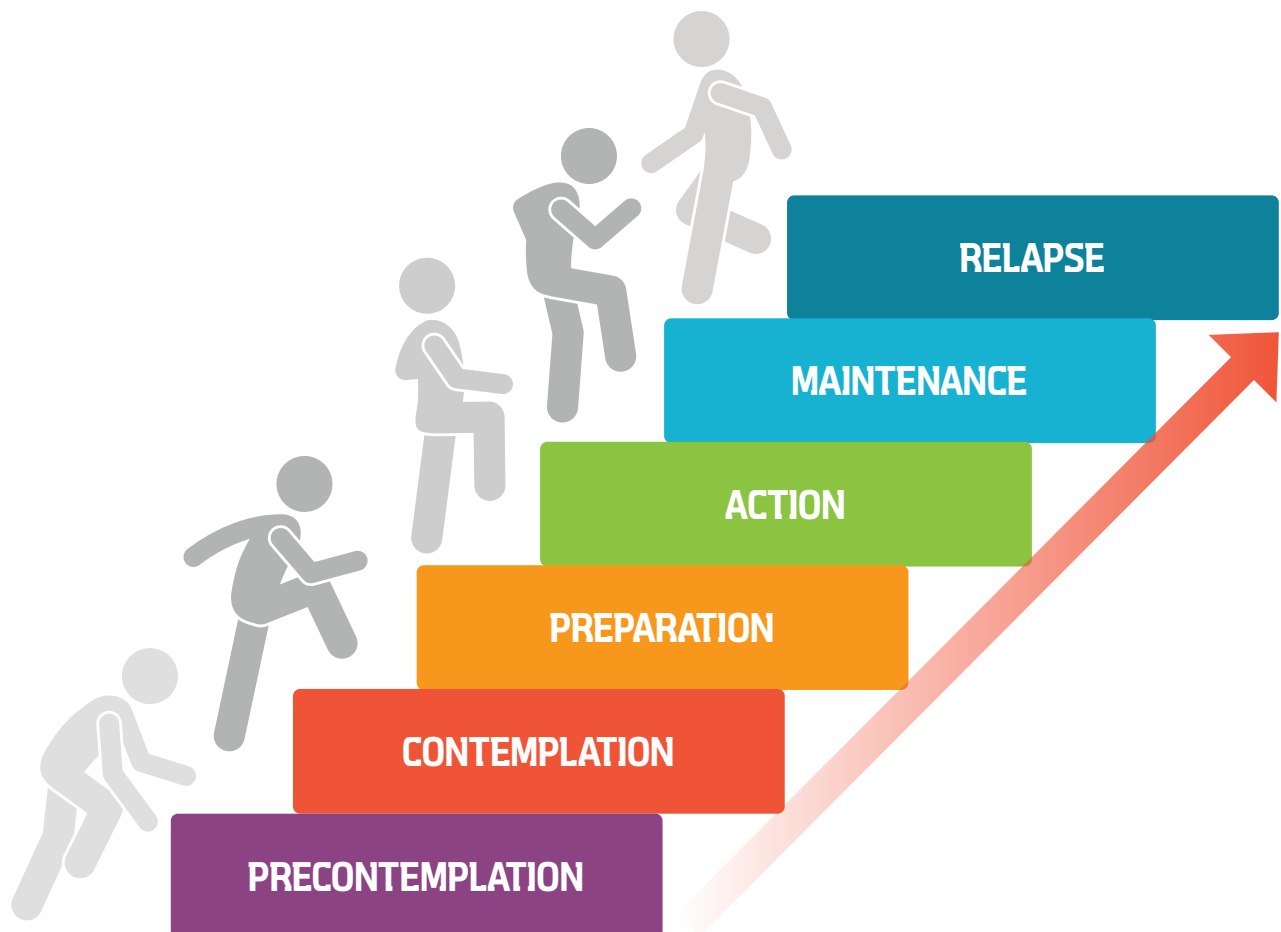 RELAPSE
MAINTENANCE
ACTION
PREPARATION
CONTEMPLATION
PRECONTEMPLATION